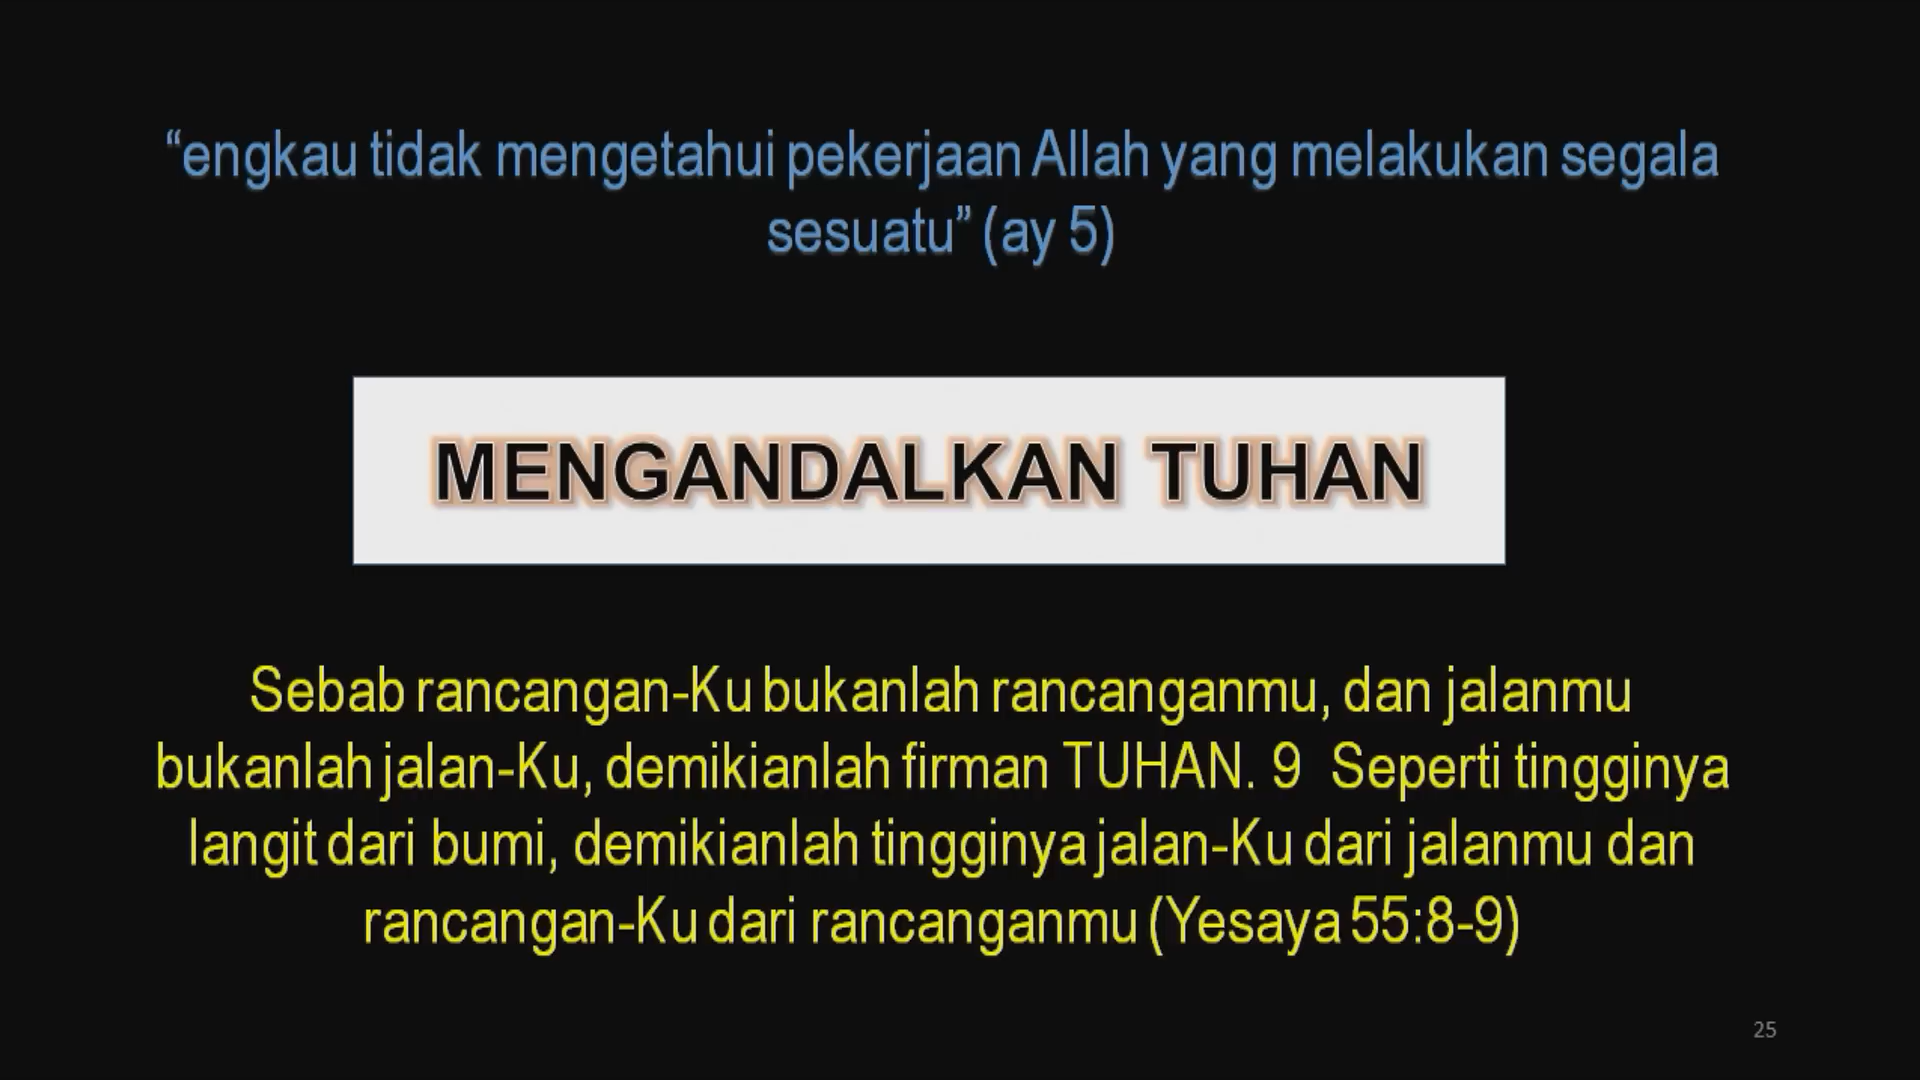 “engkau tidak mengetahui pekerjaan Allah yang melakukan segala
sesuatu” (ay 5)
MENGANDALKAN TUHAN
Sebab rancangan-Ku bukanlah rancanganmu, dan jalanmu
bukanlah jalan-Ku, demikianlah firman TUHAN. 9  Seperti tingginya
langit dari bumi, demikianlah tingginya jalan-Ku dari jalanmu dan
rancangan-Ku dari rancanganmu (Yesaya 55:8-9)
25